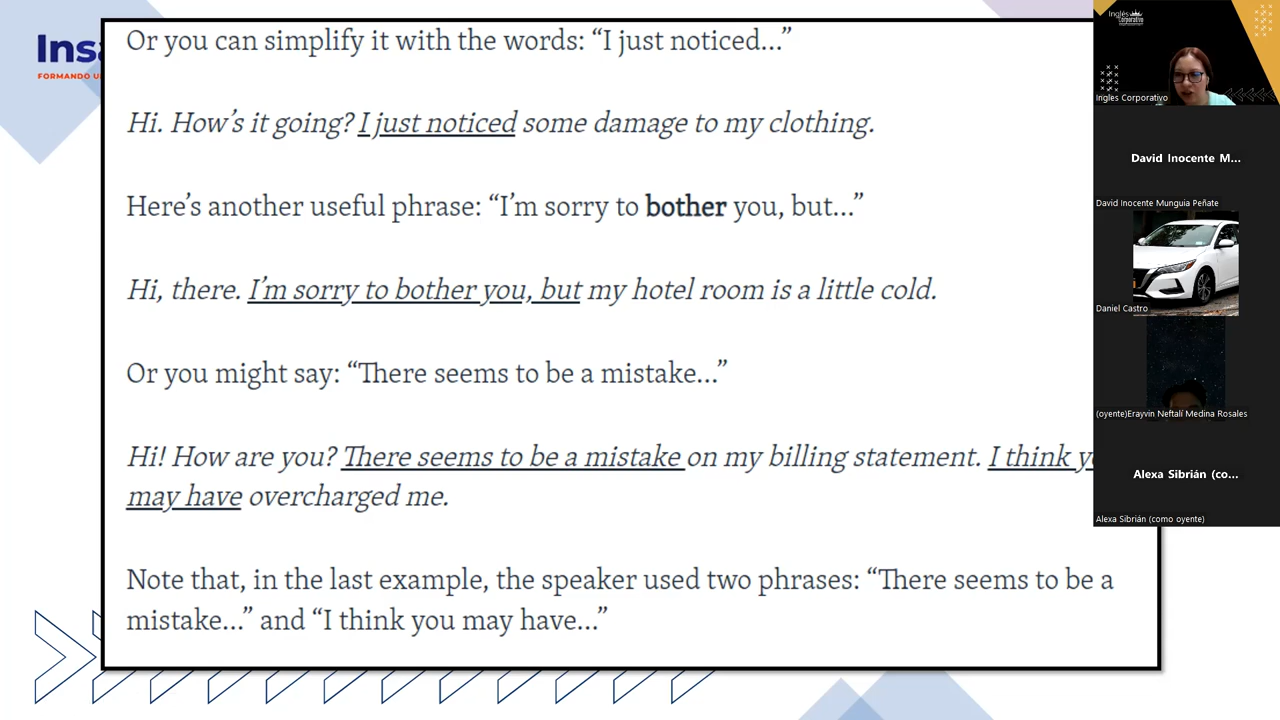 Or you can simplify it with the words: “I just noticed...”
Hi. How’s it going? I just noticed some damage to my clothing.
Here’s another useful phrase: “I’m sorry to bother you, but...”
Hi, there. I’m sorry to bother you, but my hotel room is a little cold.
Or you might say: “There seems to be a mistake...”
Hi! How are you? There seems to be a mistake on my billing statement. I think
may have overcharged me.
Note that, in the last example, the speaker used two phrases: “There seems to be a
mistake...” and “I think you may have...”
Insa
FORMANDO U
Inglés
Corporativo
Ingles Corporativo
David Inocente M...
David Inocente Munguia Peñate
Daniel Castro
(oyente)Erayvin Neftalí Medina Rosales
Alexa Sibrián (co...
Alexa Sibrián (como oyente)